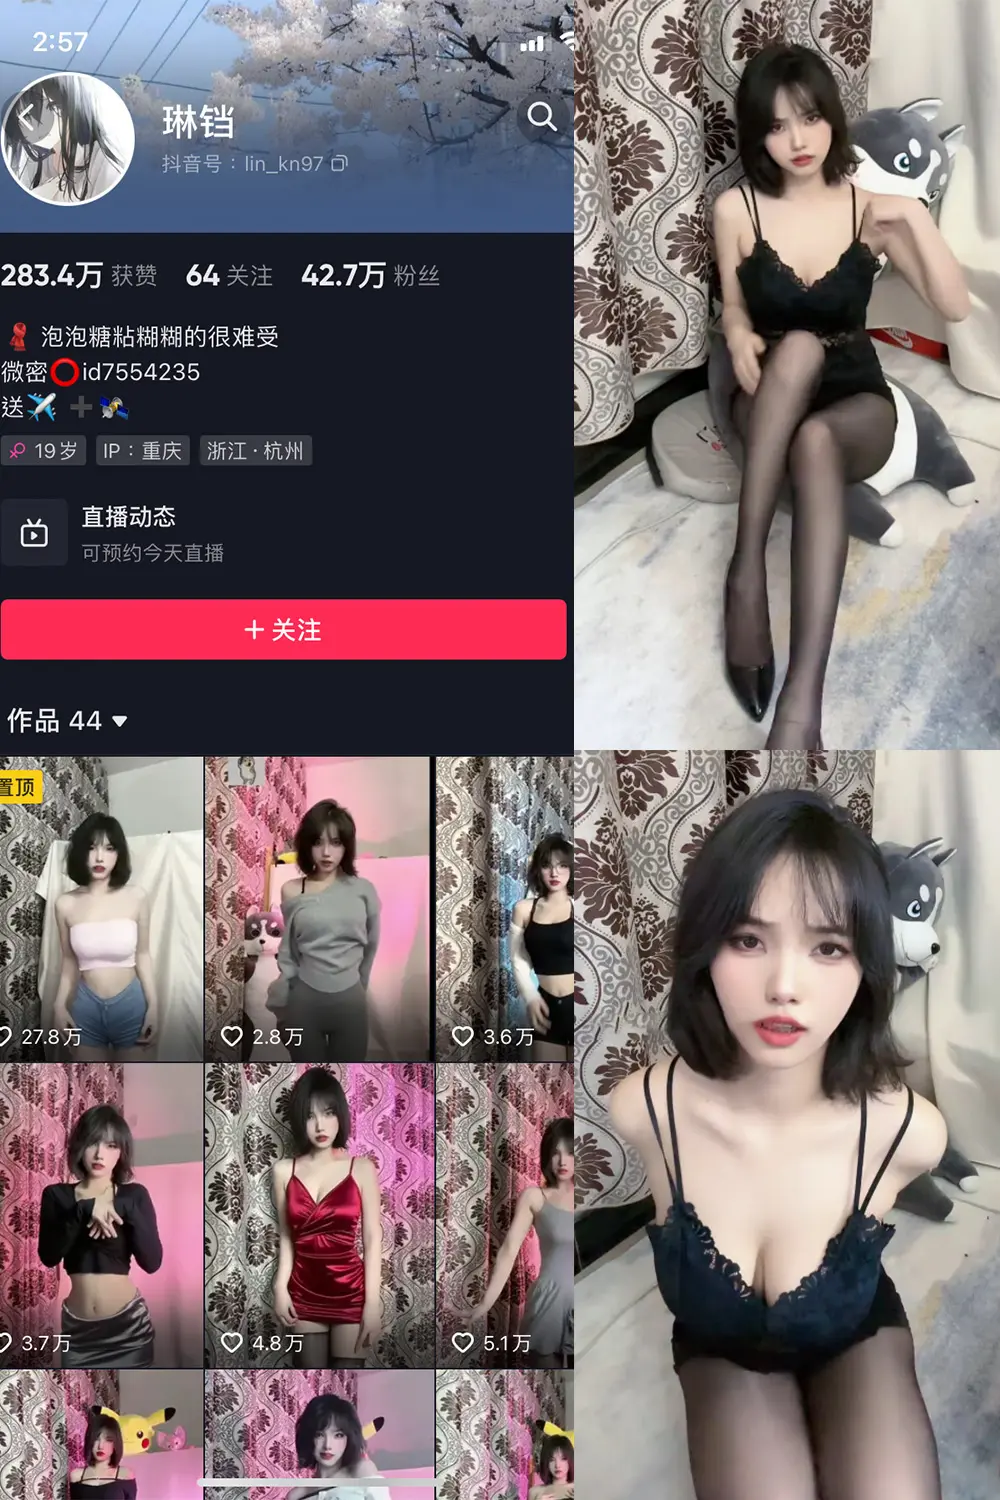 2:57
琳铛
抖音号：lin_kn97
283.4万 获赞 64 关注 42.7万 粉丝
泡泡糖粘糊糊的很难受
微密⭕id7554235
送✈️➕🛰️
19岁 IP：重庆 浙江·杭州
直播动态
可预约今天直播
＋关注
作品 44
置顶
27.8万 2.8万 3.6万
3.7万 4.8万 5.1万